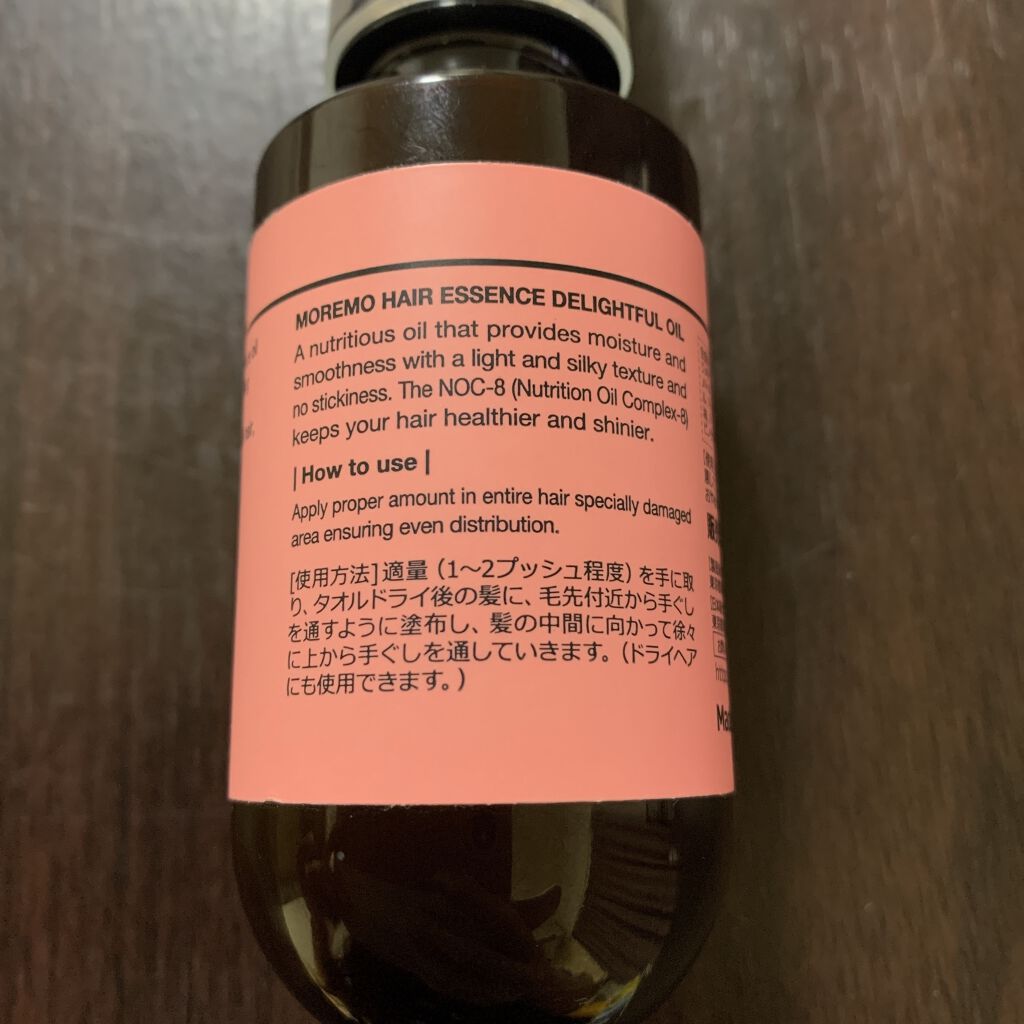 MOREMO HAIR ESSENCE DELIGHTFUL OIL
A nutritious oil that provides moisture and
smoothness with a light and silky texture and
no stickiness. The NOC-8 (Nutrition Oil Complex-8)
keeps your hair healthier and shinier.
| How to use |
Apply proper amount in entire hair specially damaged
area ensuring even distribution.
[使用方法]適量（1～2プッシュ程度）を手に取
り、タオルドライ後の髪に、毛先付近から手ぐし
を通すように塗布し、髪の中間に向かって徐々
に上から手ぐしを通していきます。（ドライヘア
にも使用できます。）